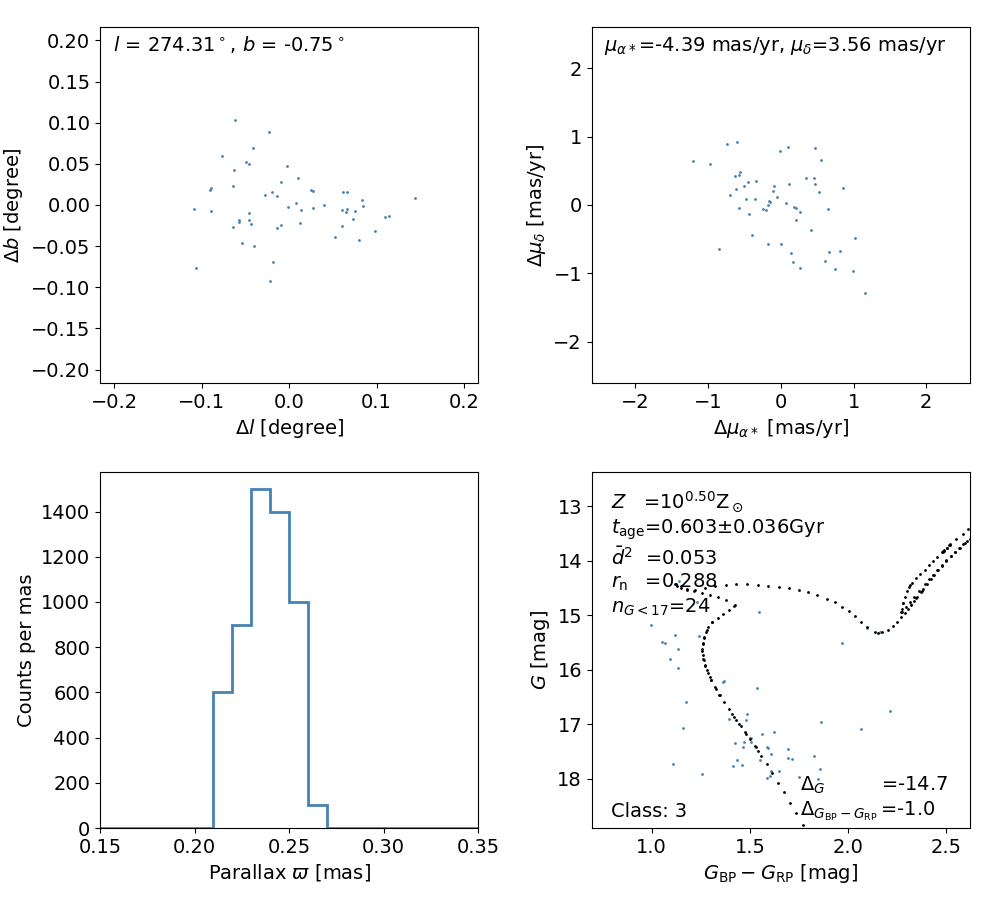 l = 274.31°, b = -0.75°
0.20
0.15
0.10
0.05
0.00
−0.05
−0.10
−0.15
−0.20
Δb [degree]
−0.2 −0.1 0.0 0.1 0.2
Δl [degree]
μα*=-4.39 mas/yr, μδ=3.56 mas/yr
2
1
0
−1
−2
Δμδ [mas/yr]
−2 −1 0 1 2
Δμα* [mas/yr]
1400
1200
1000
800
600
400
200
0
Counts per mas
0.15 0.20 0.25 0.30 0.35
Parallax ϖ [mas]
Z =10^0.50 Z⊙
t_age=0.603±0.036Gyr
d̄² =0.053
r_n =0.288
n_G<17=24
13
14
15
16
17
18
G [mag]
Δ_G =-14.7
Δ_GBP−GRP =-1.0
Class: 3
1.0 1.5 2.0 2.5
G_BP − G_RP [mag]